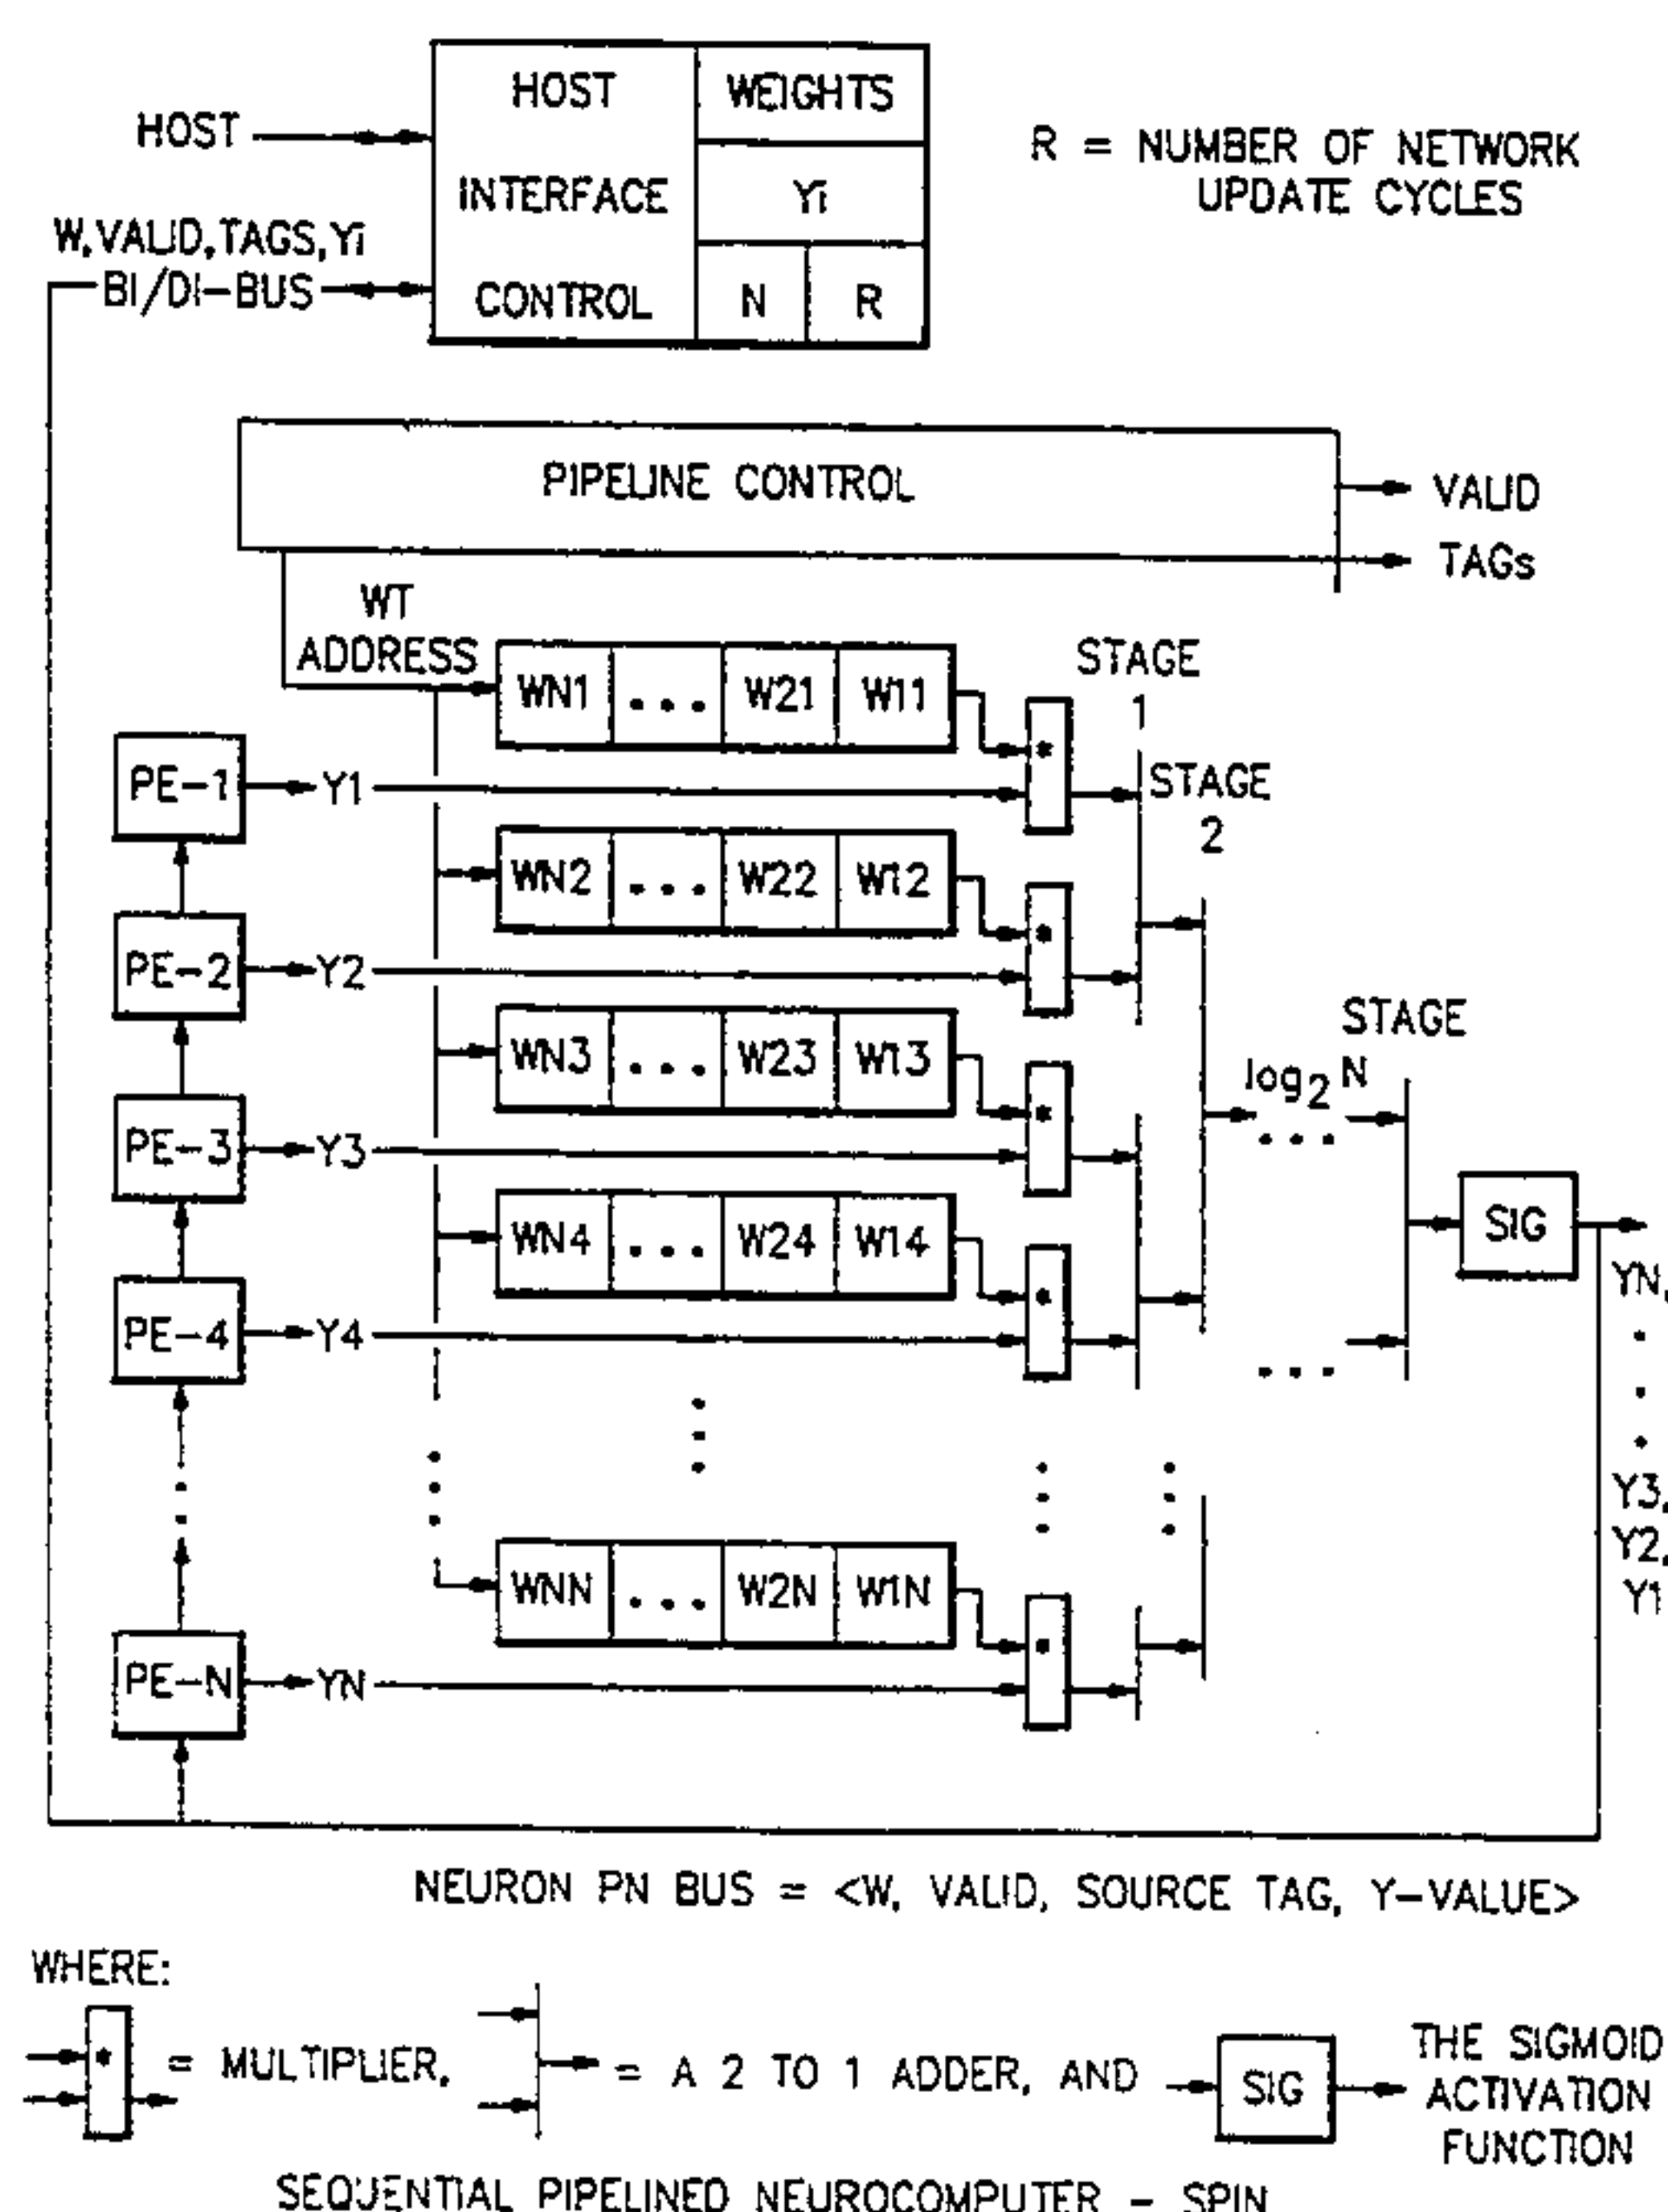 HOST
HOST
INTERFACE
CONTROL
WEIGHTS
Yi
N
R
R = NUMBER OF NETWORK
UPDATE CYCLES
W,VALID,TAGS,Yi
BI/DI-BUS
PIPELINE CONTROL
VALID
TAGs
WT
ADDRESS
WN1 ... W21 W11
STAGE
1
PE-1 Y1 *
STAGE
2
WN2 ... W22 W12
PE-2 Y2 *
WN3 ... W23 W13
STAGE
log2 N
PE-3 Y3 *
WN4 ... W24 W14
SIG
PE-4 Y4 *
YN,
Y3,
Y2,
Y1
WNN ... W2N W1N
PE-N YN *
NEURON PN BUS = <W, VALID, SOURCE TAG, Y-VALUE>
WHERE:
* = MULTIPLIER, = A 2 TO 1 ADDER, AND SIG THE SIGMOID
ACTIVATION
FUNCTION
SEQUENTIAL PIPELINED NEUROCOMPUTER - SPIN